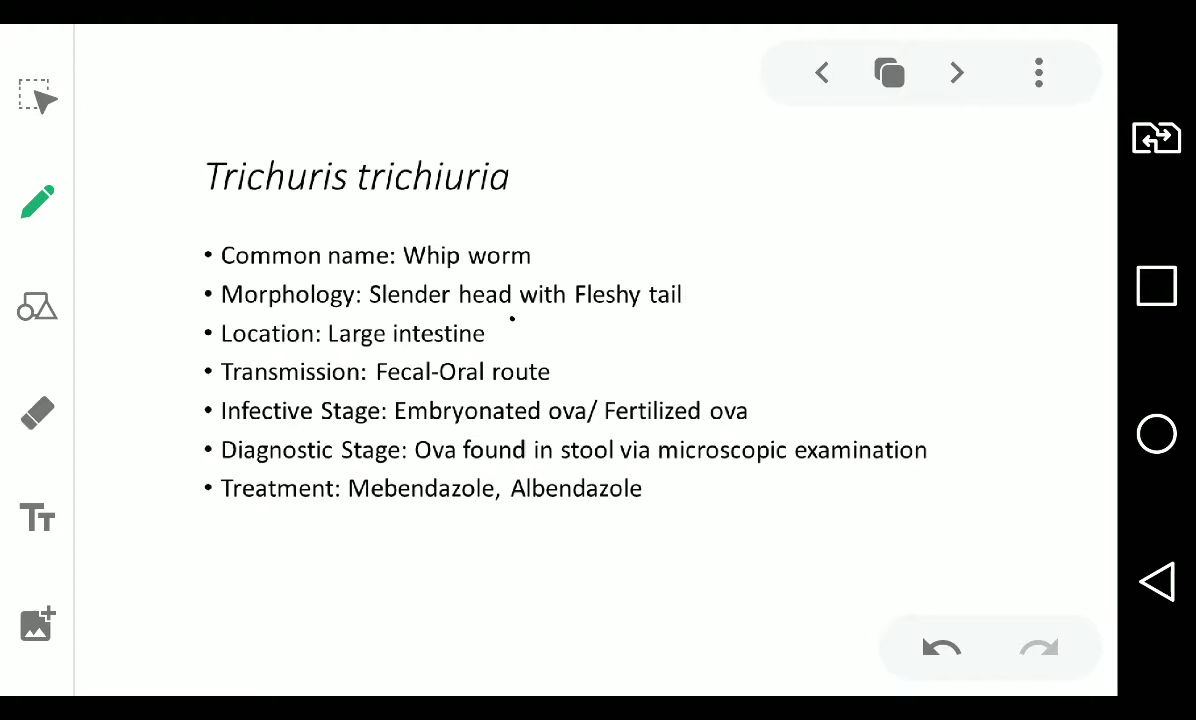 Trichuris trichiuria
• Common name: Whip worm
• Morphology: Slender head with Fleshy tail
• Location: Large intestine
• Transmission: Fecal-Oral route
• Infective Stage: Embryonated ova/ Fertilized ova
• Diagnostic Stage: Ova found in stool via microscopic examination
• Treatment: Mebendazole, Albendazole
TT